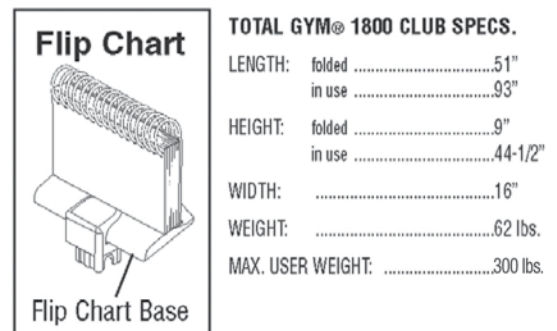 Flip Chart
Flip Chart Base
TOTAL GYM® 1800 CLUB SPECS.
LENGTH: folded ................................51"
in use ................................93"
HEIGHT: folded ................................9"
in use ................................44-1/2"
WIDTH: ........................................16"
WEIGHT: ........................................62 lbs.
MAX. USER WEIGHT: ........................300 lbs.